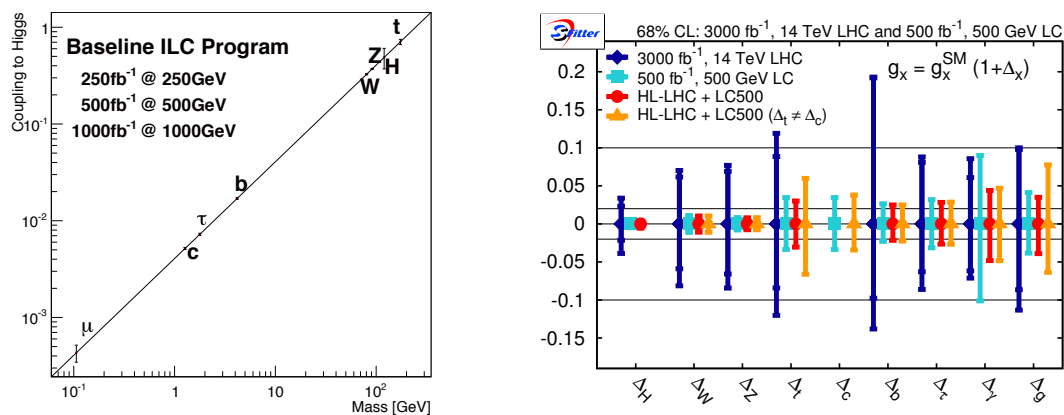 Coupling to Higgs
1
10⁻¹
10⁻²
10⁻³
Baseline ILC Program
250fb⁻¹ @ 250GeV
500fb⁻¹ @ 500GeV
1000fb⁻¹ @ 1000GeV
t
Z
H
W
b
τ
c
μ
10⁻¹
1
10
10²
Mass [GeV]
SFitter
68% CL: 3000 fb⁻¹, 14 TeV LHC and 500 fb⁻¹, 500 GeV LC
3000 fb⁻¹, 14 TeV LHC
500 fb⁻¹, 500 GeV LC
HL-LHC + LC500
HL-LHC + LC500 (Δt ≠ Δc)
gₓ = gₓ^SM (1+Δₓ)
0.2
0.15
0.1
0.05
0
-0.05
-0.1
-0.15
ΔH
ΔW
ΔZ
Δt
Δc
Δb
Δτ
Δγ
Δg